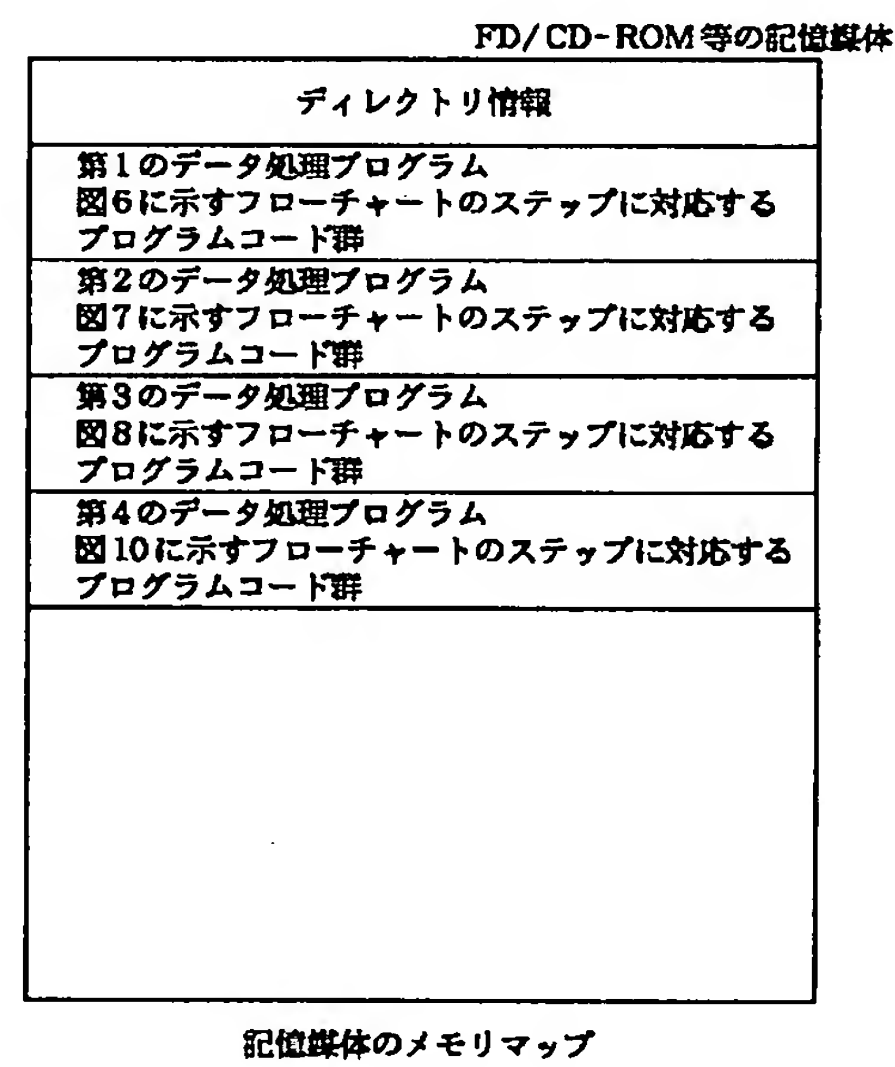 FD/CD-ROM等の記憶媒体
ディレクトリ情報
第1のデータ処理プログラム
図6に示すフローチャートのステップに対応する
プログラムコード群
第2のデータ処理プログラム
図7に示すフローチャートのステップに対応する
プログラムコード群
第3のデータ処理プログラム
図8に示すフローチャートのステップに対応する
プログラムコード群
第4のデータ処理プログラム
図10に示すフローチャートのステップに対応する
プログラムコード群
記憶媒体のメモリマップ